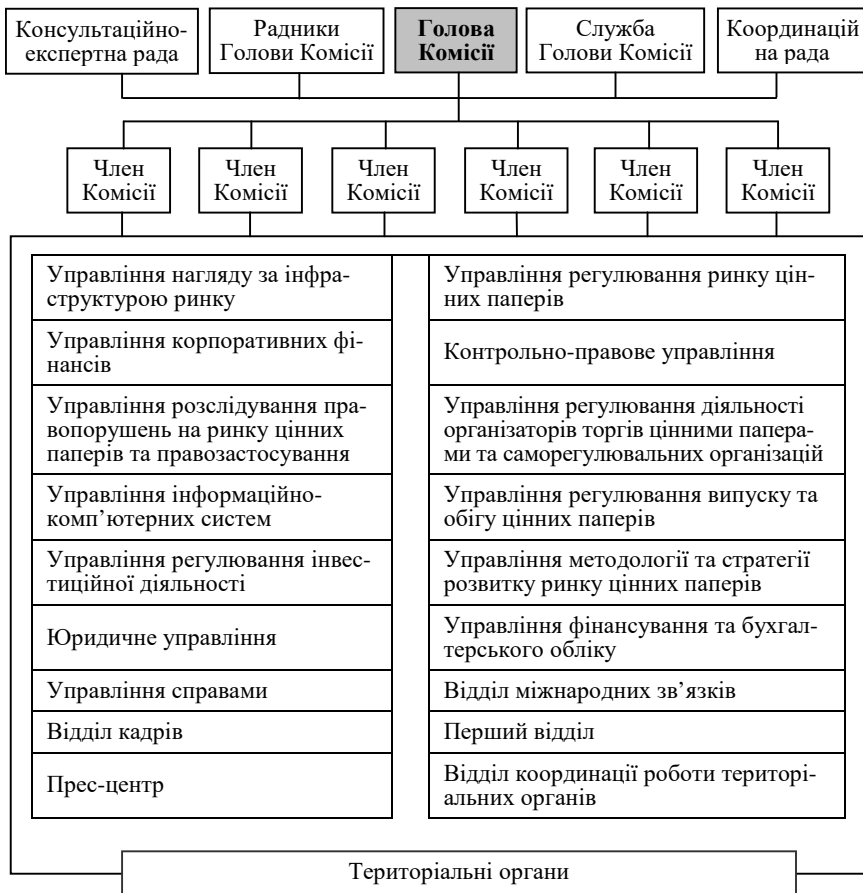 Консультаційно-
експертна рада
Радники
Голови Комісії
Голова
Комісії
Служба
Голови Комісії
Координацій
на рада
Член
Комісії
Член
Комісії
Член
Комісії
Член
Комісії
Член
Комісії
Член
Комісії
Управління нагляду за інфра-
структурою ринку
Управління корпоративних фі-
нансів
Управління розслідування пра-
вопорушень на ринку цінних
паперів та правозастосування
Управління інформаційно-
комп’ютерних систем
Управління регулювання інвес-
тиційної діяльності
Юридичне управління
Управління справами
Відділ кадрів
Прес-центр
Управління регулювання ринку цін-
них паперів
Контрольно-правове управління
Управління регулювання діяльності
організаторів торгів цінними папера-
ми та саморегулювальних організацій
Управління регулювання випуску та
обігу цінних паперів
Управління методології та стратегії
розвитку ринку цінних паперів
Управління фінансування та бухгал-
терського обліку
Відділ міжнародних зв’язків
Перший відділ
Відділ координації роботи територі-
альних органів
Територіальні органи